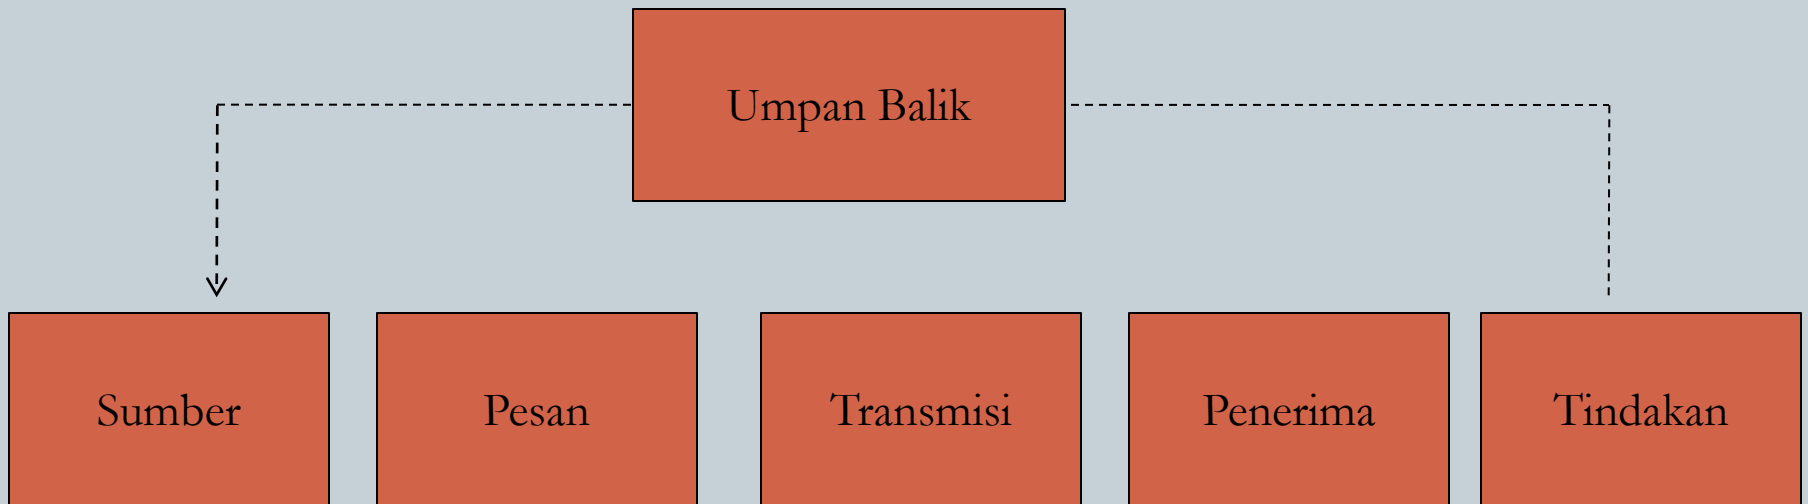 Umpan Balik
Sumber
Pesan
Transmisi
Penerima
Tindakan